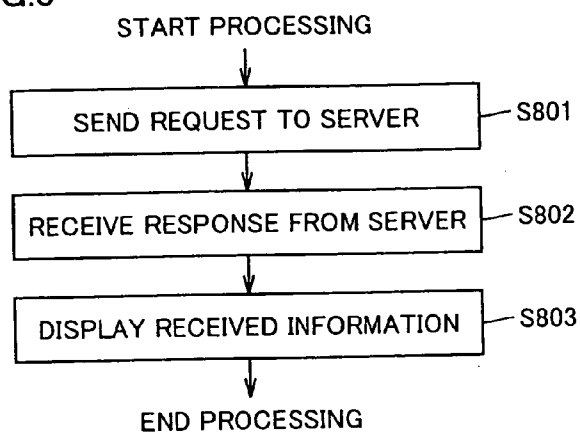 START PROCESSING
SEND REQUEST TO SERVER
S801
RECEIVE RESPONSE FROM SERVER
S802
DISPLAY RECEIVED INFORMATION
S803
END PROCESSING